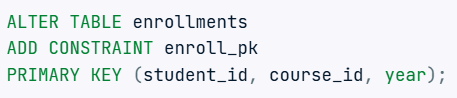 ALTER TABLE enrollments
ADD CONSTRAINT enroll_pk
PRIMARY KEY (student_id, course_id, year);